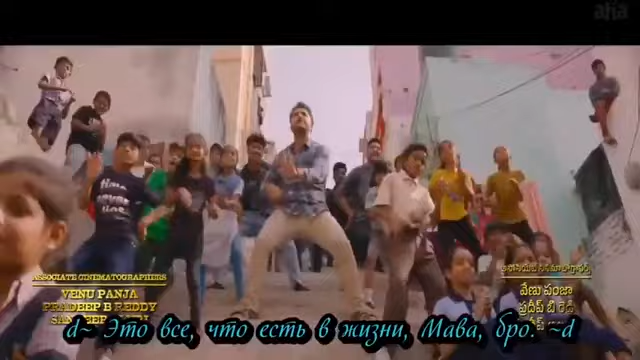 aha
ASSOCIATE CINEMATOGRAPHERS
VENU PANJA
PRADEEP B REDDY
వేణు పంజా
ప్రదీప్ బి రెడ్డి
d~ Это все, что есть в жизни, Мава, бро. ~d